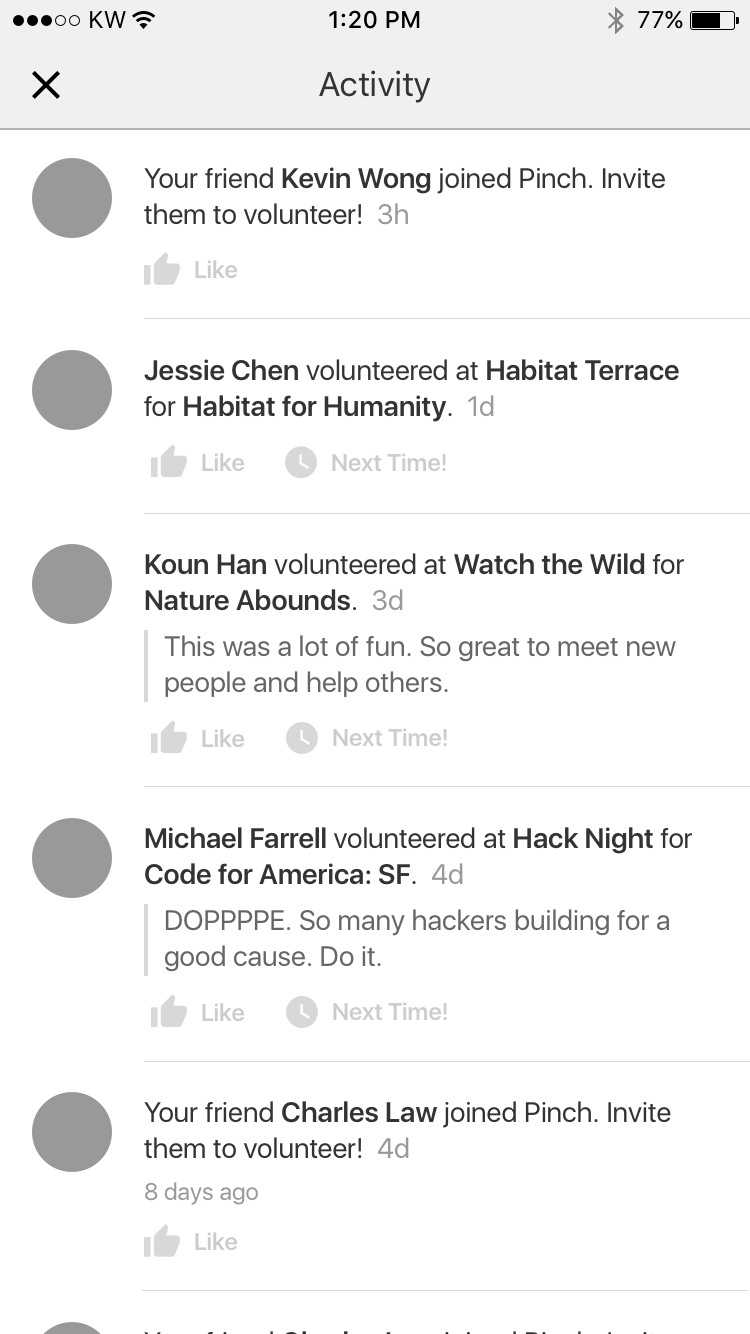 KW 1:20 PM 77%
Activity
Your friend Kevin Wong joined Pinch. Invite
them to volunteer! 3h
Like
Jessie Chen volunteered at Habitat Terrace
for Habitat for Humanity. 1d
Like Next Time!
Koun Han volunteered at Watch the Wild for
Nature Abounds. 3d
This was a lot of fun. So great to meet new
people and help others.
Like Next Time!
Michael Farrell volunteered at Hack Night for
Code for America: SF. 4d
DOPPPPE. So many hackers building for a
good cause. Do it.
Like Next Time!
Your friend Charles Law joined Pinch. Invite
them to volunteer! 4d
8 days ago
Like